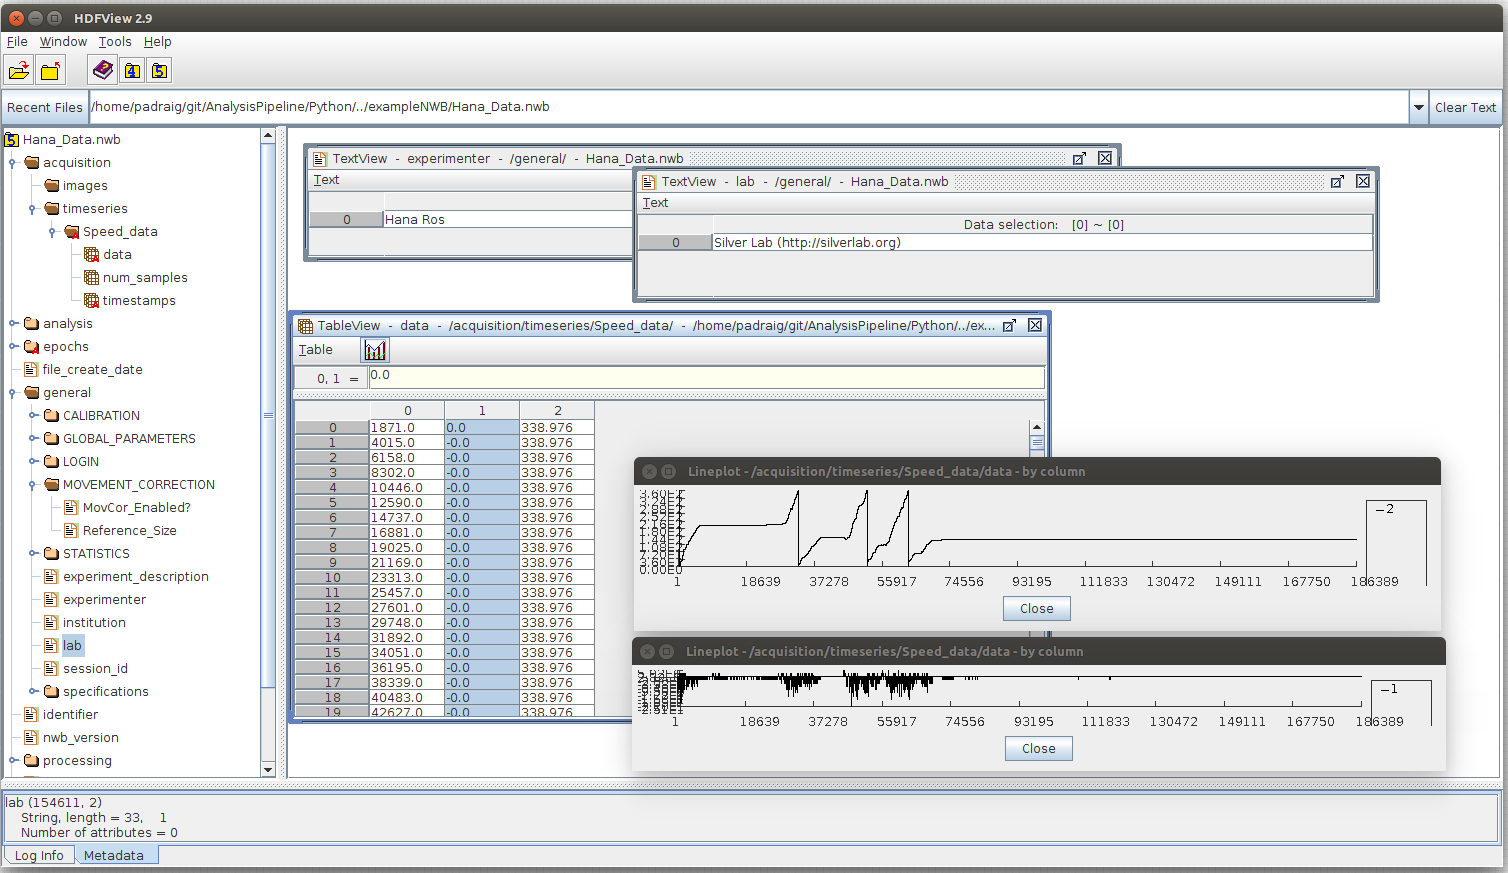 HDFView 2.9
File Window Tools Help
4 5
Recent Files /home/padraig/git/AnalysisPipeline/Python/../exampleNWB/Hana_Data.nwb Clear Text
5 Hana_Data.nwb
acquisition
images
timeseries
Speed_data
data
num_samples
timestamps
analysis
epochs
file_create_date
general
CALIBRATION
GLOBAL_PARAMETERS
LOGIN
MOVEMENT_CORRECTION
MovCor_Enabled?
Reference_Size
STATISTICS
experiment_description
experimenter
institution
lab
session_id
specifications
identifier
nwb_version
processing
TextView - experimenter - /general/ - Hana_Data.nwb
Text
0 Hana Ros
TextView - lab - /general/ - Hana_Data.nwb
Text
Data selection: [0] ~ [0]
0 Silver Lab (http://silverlab.org)
TableView - data - /acquisition/timeseries/Speed_data/ - /home/padraig/git/AnalysisPipeline/Python/../ex...
Table
0, 1 = 0.0
0 1 2
0 1871.0 0.0 338.976
1 4015.0 -0.0 338.976
2 6158.0 -0.0 338.976
3 8302.0 -0.0 338.976
4 10446.0 -0.0 338.976
5 12590.0 -0.0 338.976
6 14737.0 -0.0 338.976
7 16881.0 -0.0 338.976
8 19025.0 -0.0 338.976
9 21169.0 -0.0 338.976
10 23313.0 -0.0 338.976
11 25457.0 -0.0 338.976
12 27601.0 -0.0 338.976
13 29748.0 -0.0 338.976
14 31892.0 -0.0 338.976
15 34051.0 -0.0 338.976
16 36195.0 -0.0 338.976
17 38339.0 -0.0 338.976
18 40483.0 -0.0 338.976
19 42627.0 -0.0 338.976
Lineplot - /acquisition/timeseries/Speed_data/data - by column
2
1 18639 37278 55917 74556 93195 111833 130472 149111 167750 186389
Close
Lineplot - /acquisition/timeseries/Speed_data/data - by column
1
1 18639 37278 55917 74556 93195 111833 130472 149111 167750 186389
Close
lab (154611, 2)
String, length = 33, 1
Number of attributes = 0
Log Info Metadata